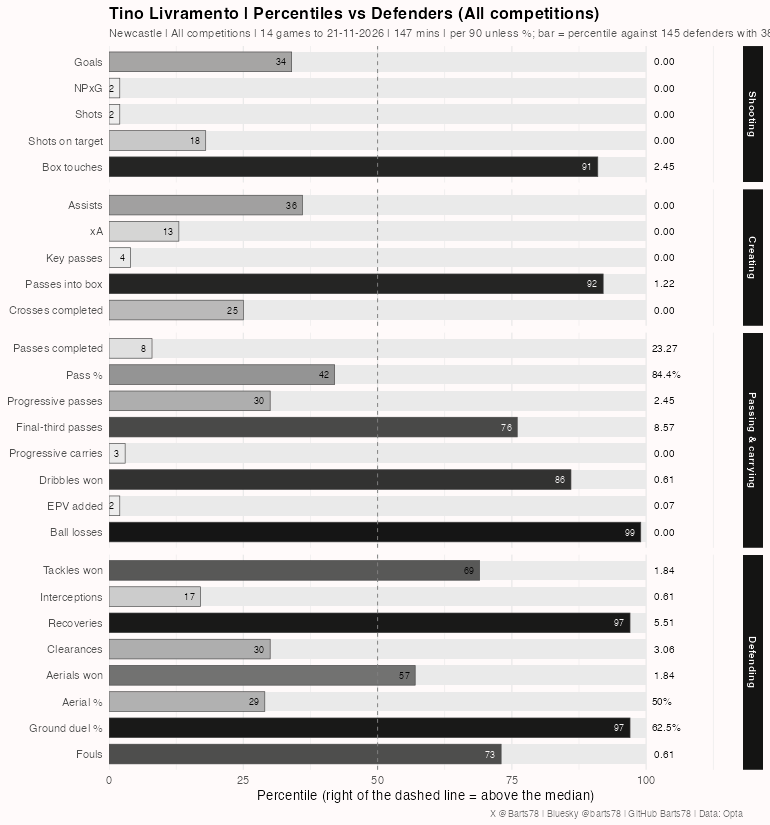 Tino Livramento | Percentiles vs Defenders (All competitions)
Newcastle | All competitions | 14 games to 21-11-2026 | 147 mins | per 90 unless %; bar = percentile against 145 defenders with 38
Goals 34 0.00
NPxG 2 0.00
Shots 2 0.00
Shots on target 18 0.00
Box touches 91 2.45
Shooting
Assists 36 0.00
xA 13 0.00
Key passes 4 0.00
Passes into box 92 1.22
Crosses completed 25 0.00
Creating
Passes completed 8 23.27
Pass % 42 84.4%
Progressive passes 30 2.45
Final-third passes 76 8.57
Progressive carries 3 0.00
Dribbles won 86 0.61
EPV added 2 0.07
Ball losses 99 0.00
Passing & carrying
Tackles won 69 1.84
Interceptions 17 0.61
Recoveries 97 5.51
Clearances 30 3.06
Aerials won 57 1.84
Aerial % 29 50%
Ground duel % 97 62.5%
Fouls 73 0.61
Defending
0 25 50 75 100
Percentile (right of the dashed line = above the median)
X @Barts78 | Bluesky @barts78 | GitHub Barts78 | Data: Opta